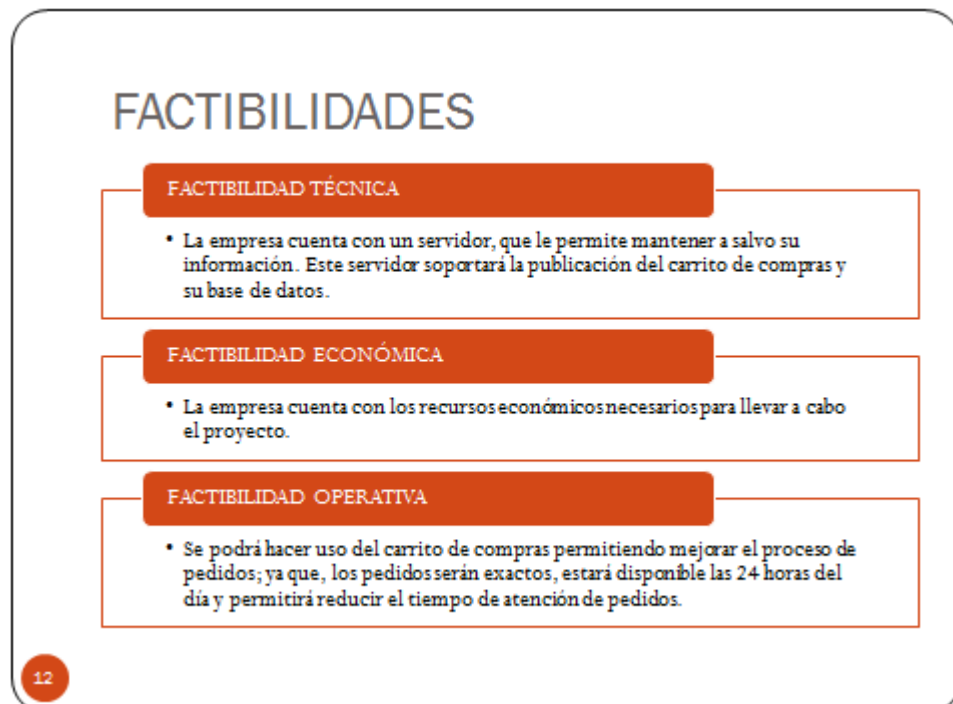 FACTIBILIDADES
FACTIBILIDAD TÉCNICA
• La empresa cuenta con un servidor, que le permite mantener a salvo su
información. Este servidor soportará la publicación del carrito de compras y
su base de datos.
FACTIBILIDAD ECONÓMICA
• La empresa cuenta con los recursos económicos necesarios para llevar a cabo
el proyecto.
FACTIBILIDAD OPERATIVA
• Se podrá hacer uso del carrito de compras permitiendo mejorar el proceso de
pedidos; ya que, los pedidos serán exactos, estará disponible las 24 horas del
día y permitirá reducir el tiempo de atención de pedidos.
12